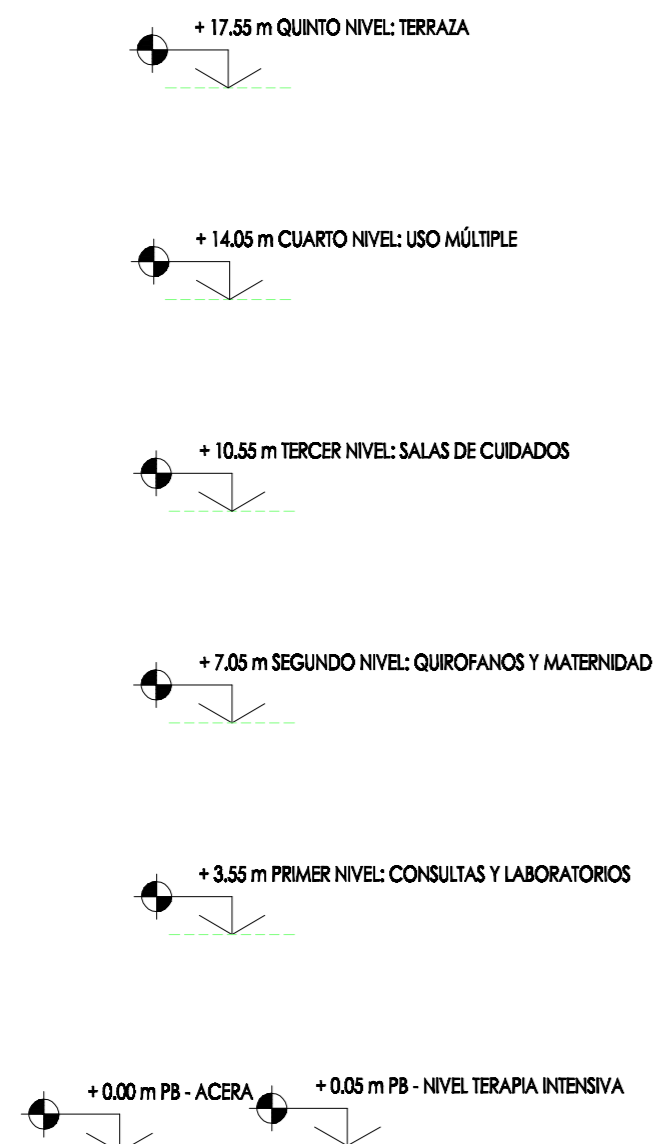 + 17.55 m QUINTO NIVEL: TERRAZA
+ 14.05 m CUARTO NIVEL: USO MÚLTIPLE
+ 10.55 m TERCER NIVEL: SALAS DE CUIDADOS
+ 7.05 m SEGUNDO NIVEL: QUIROFANOS Y MATERNIDAD
+ 3.55 m PRIMER NIVEL: CONSULTAS Y LABORATORIOS
+ 0.00 m PB - ACERA
+ 0.05 m PB - NIVEL TERAPIA INTENSIVA